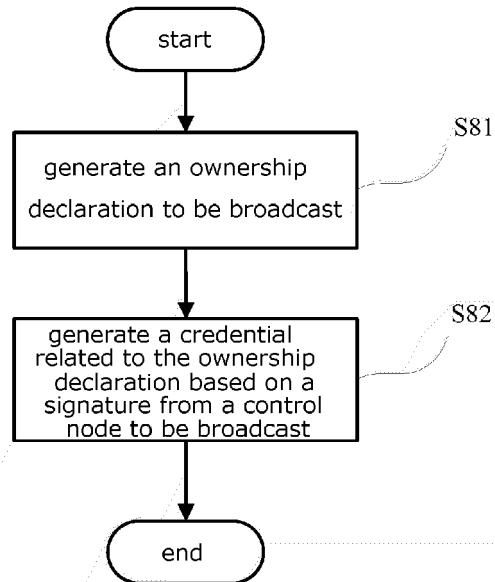 start
S81
generate an ownership
declaration to be broadcast
S82
generate a credential
related to the ownership
declaration based on a
signature from a control
node to be broadcast
end